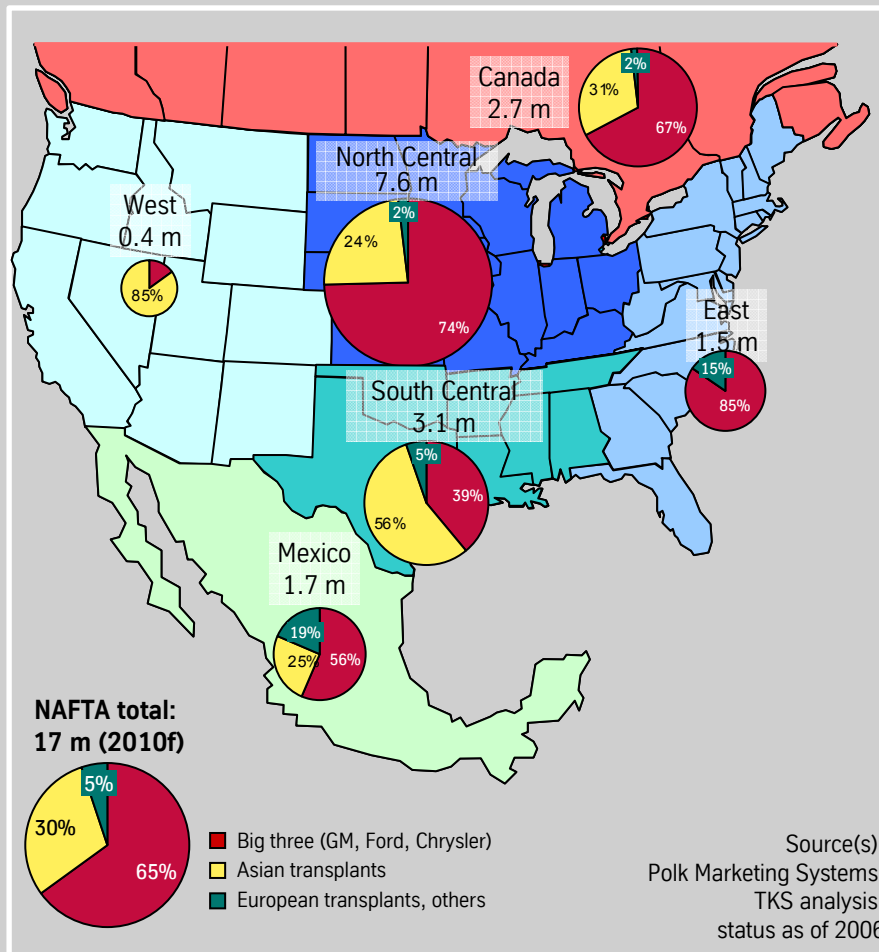 Canada
2.7 m
2%
31%
67%
North Central
7.6 m
2%
24%
74%
West
0.4 m
85%
East
1.5 m
15%
85%
South Central
3.1 m
5%
39%
56%
Mexico
1.7 m
19%
25%
56%
NAFTA total:
17 m (2010f)
5%
30%
65%
Big three (GM, Ford, Chrysler)
Asian transplants
European transplants, others
Source(s)
Polk Marketing Systems
TKS analysis
status as of 2006